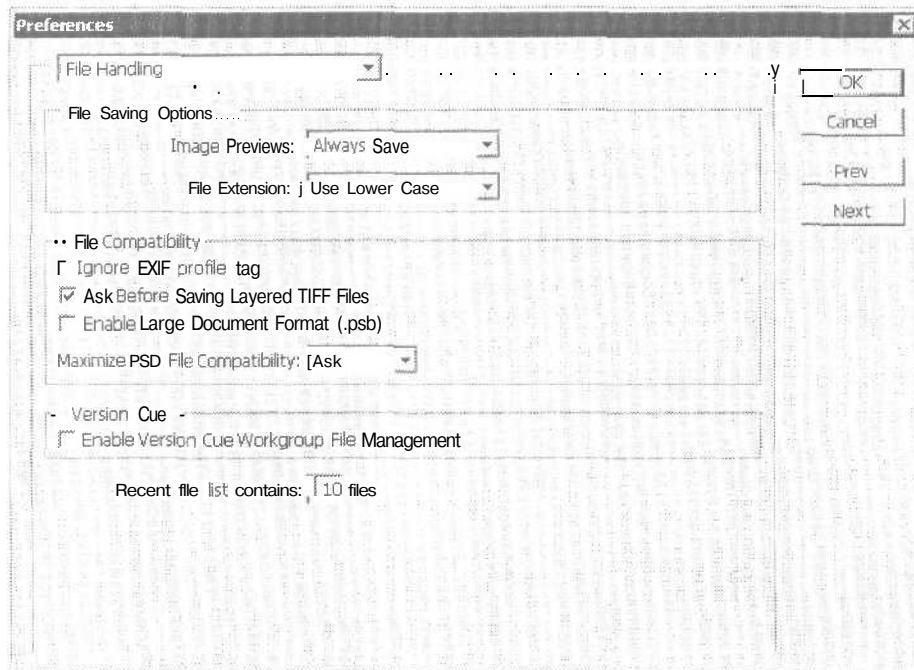 Preferences
File Handling
OK
File Saving Options
Cancel
Image Previews: Always Save
Prev
File Extension: Use Lower Case
Next
File Compatibility
Ignore EXIF profile tag
Ask Before Saving Layered TIFF Files
Enable Large Document Format (.psb)
Maximize PSD File Compatibility: Ask
Version Cue
Enable Version Cue Workgroup File Management
Recent file list contains: 10 files